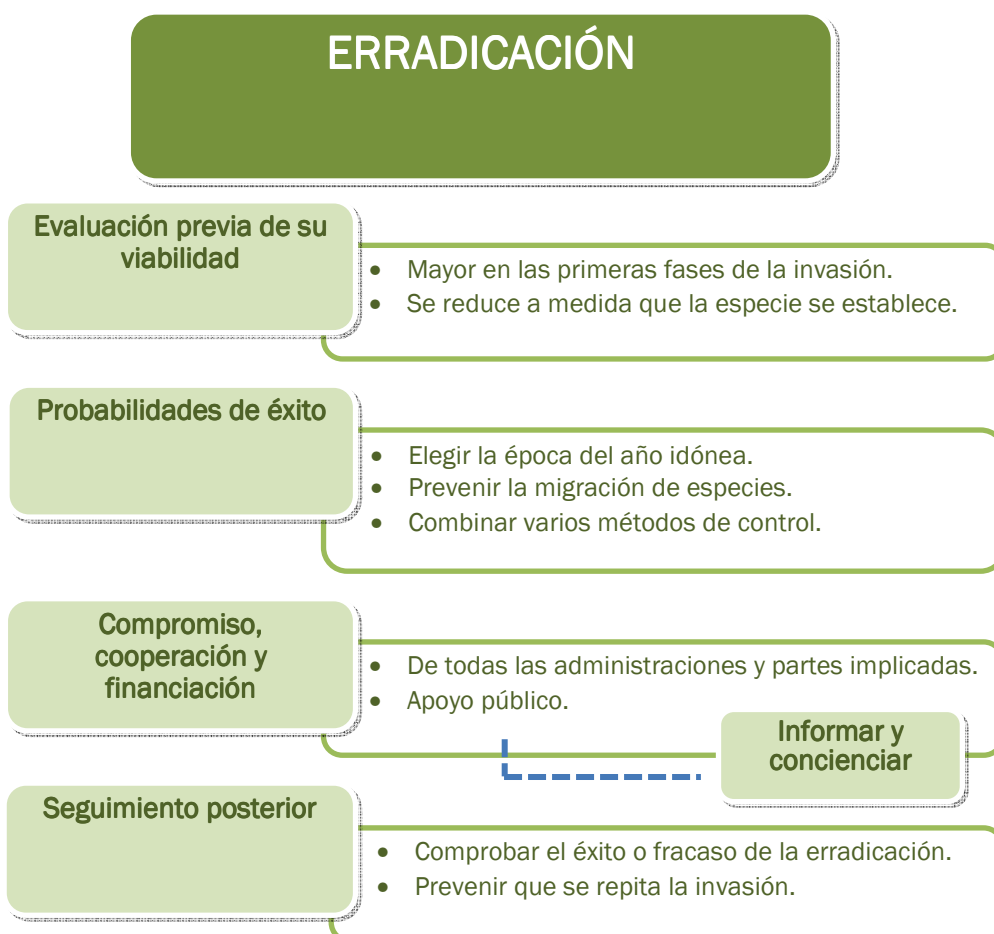 ERRADICACIÓN
Evaluación previa de su
viabilidad
• Mayor en las primeras fases de la invasión.
• Se reduce a medida que la especie se establece.
Probabilidades de éxito
• Elegir la época del año idónea.
• Prevenir la migración de especies.
• Combinar varios métodos de control.
Compromiso,
cooperación y
financiación
• De todas las administraciones y partes implicadas.
• Apoyo público.
Informar y
concienciar
Seguimiento posterior
• Comprobar el éxito o fracaso de la erradicación.
• Prevenir que se repita la invasión.